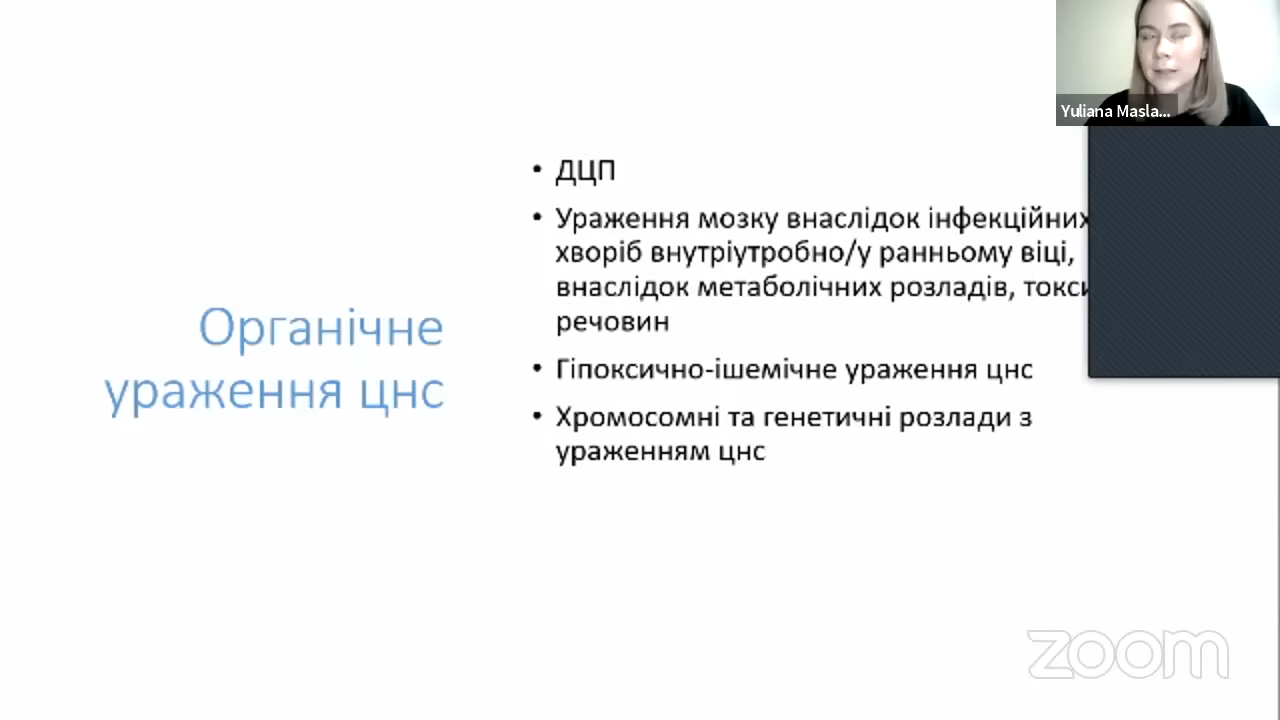 Yuliana Masla...
• ДЦП
• Ураження мозку внаслідок інфекційних
хворіб внутріутробно/у ранньому віці,
внаслідок метаболічних розладів,
речовин
• Гіпоксично-ішемічне ураження цнс
• Хромосомні та генетичні розлади з
ураженням цнс
Органічне
ураження цнс
zoom